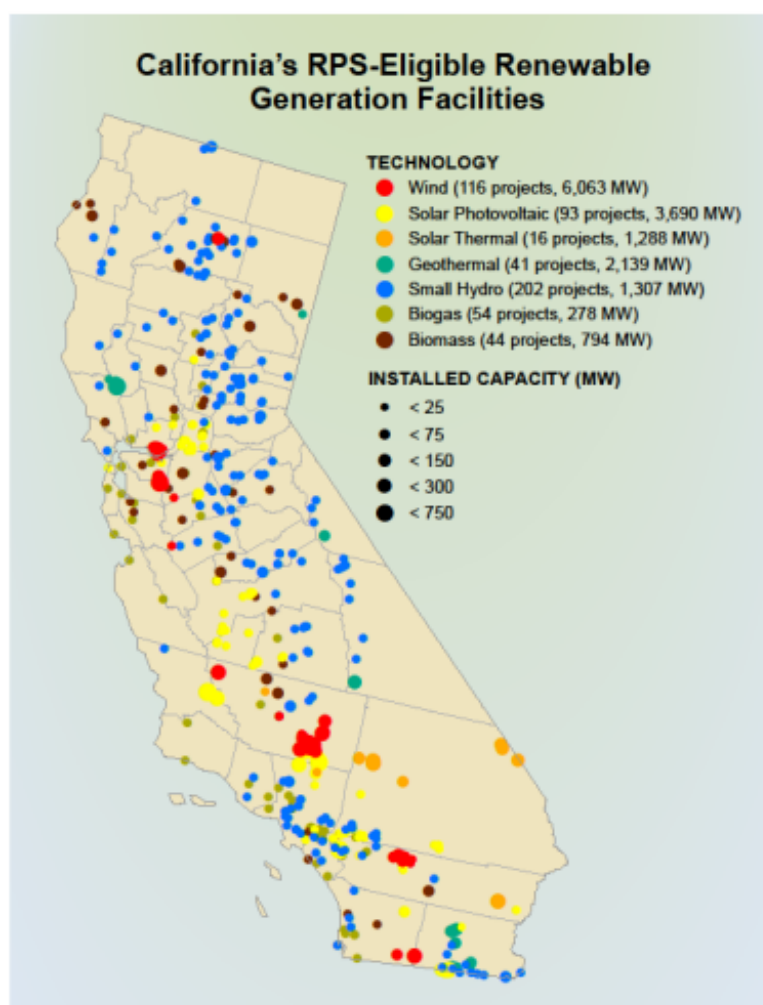 California's RPS-Eligible Renewable
Generation Facilities
TECHNOLOGY
Wind (116 projects, 6,063 MW)
Solar Photovoltaic (93 projects, 3,690 MW)
Solar Thermal (16 projects, 1,288 MW)
Geothermal (41 projects, 2,139 MW)
Small Hydro (202 projects, 1,307 MW)
Biogas (54 projects, 278 MW)
Biomass (44 projects, 794 MW)
INSTALLED CAPACITY (MW)
< 25
< 75
< 150
< 300
< 750